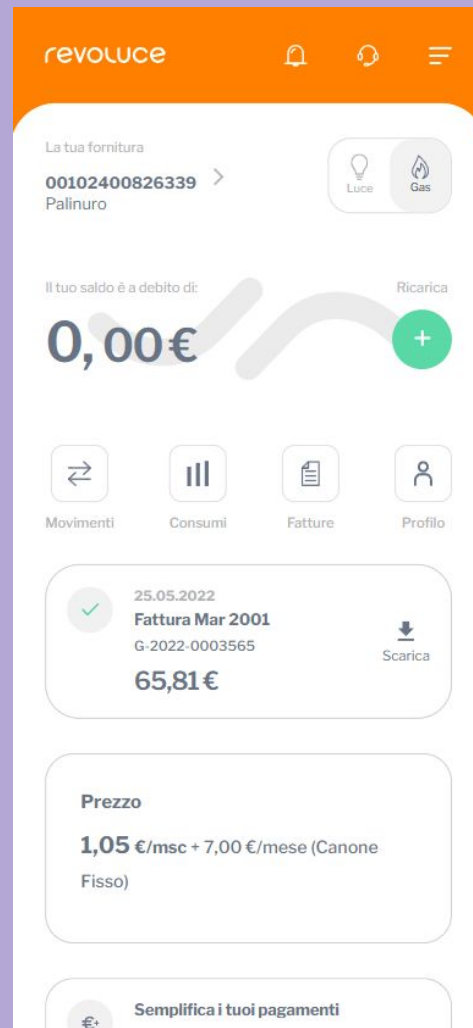 revoluce
La tua fornitura
00102400826339
Palinuro
Luce
Gas
Il tuo saldo è a debito di:
Ricarica
0,00€
Movimenti
Consumi
Fatture
Profilo
25.05.2022
Fattura Mar 2001
G-2022-0003565
65,81€
Scarica
Prezzo
1,05 €/msc + 7,00 €/mese (Canone
Fisso)
Semplifica i tuoi pagamenti